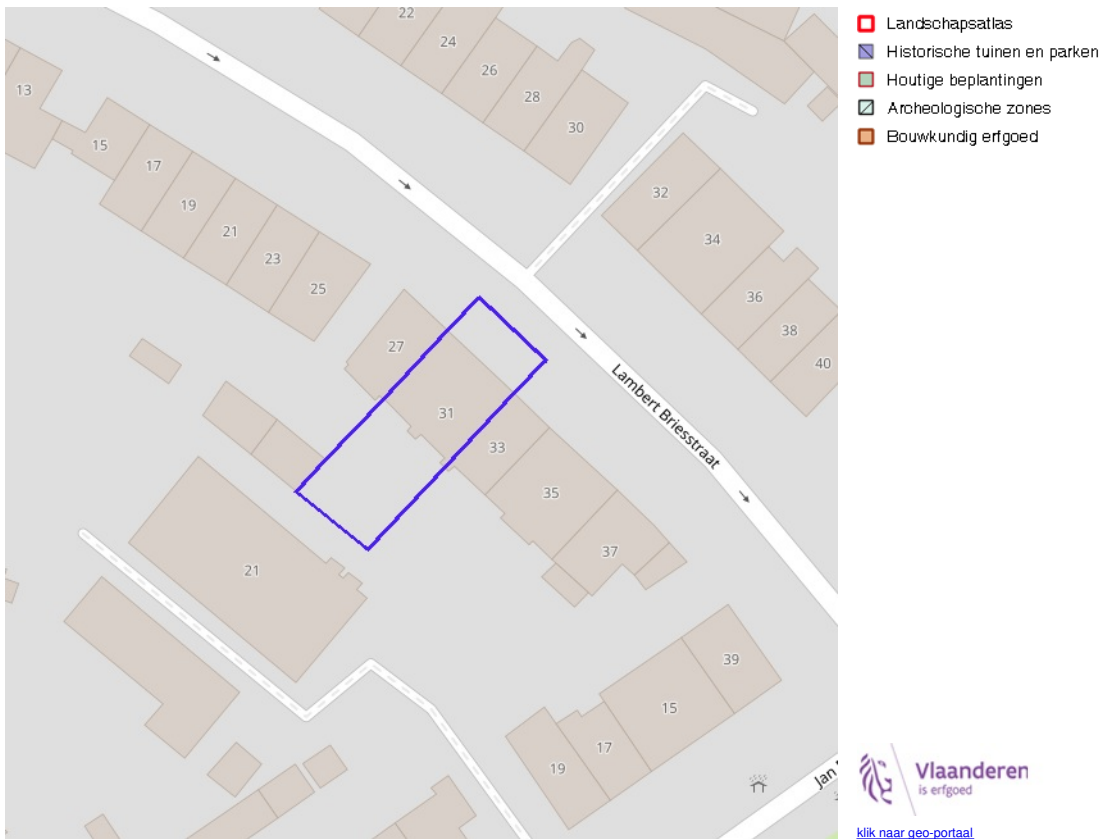 22
24
26
28
30
13
15
17
19
21
23
25
32
34
36
38
40
27
31
33
35
37
Lambert Briesstraat
21
39
15
17
19
Jan
Landschapsatlas
Historische tuinen en parken
Houtige beplantingen
Archeologische zones
Bouwkundig erfgoed
Vlaanderen
is erfgoed
klik naar geo-portaal